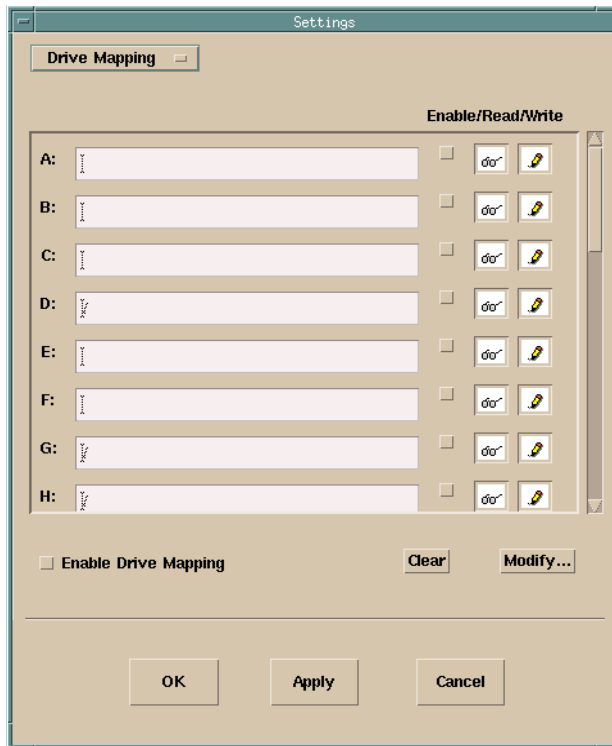 Settings
Drive Mapping
Enable/Read/Write
A:
B:
C:
D:
E:
F:
G:
H:
Enable Drive Mapping Clear Modify...
OK Apply Cancel